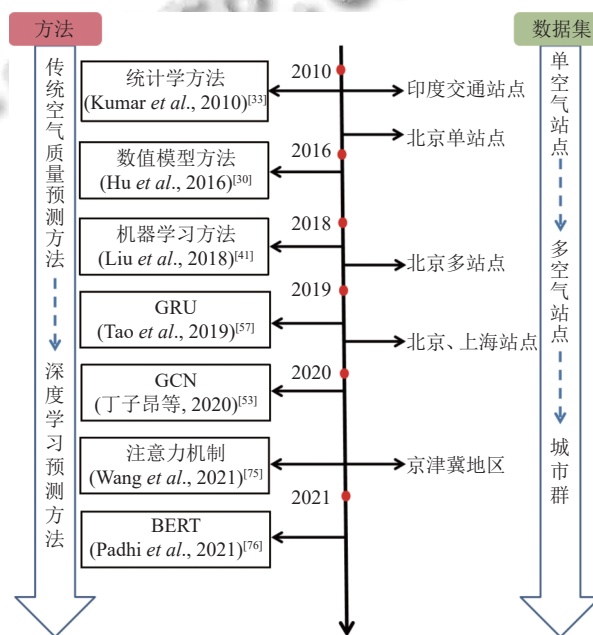 方法
数据集
传统空气质量预测方法
深度学习预测方法
统计学方法
(Kumar et al., 2010)[33]
数值模型方法
(Hu et al., 2016)[30]
机器学习方法
(Liu et al., 2018)[41]
GRU
(Tao et al., 2019)[57]
GCN
(丁子昂等, 2020)[53]
注意力机制
(Wang et al., 2021)[75]
BERT
(Padhi et al., 2021)[76]
2010
2016
2018
2019
2020
2021
印度交通站点
北京单站点
北京多站点
北京、上海站点
京津冀地区
单空气站点
多空气站点
城市群